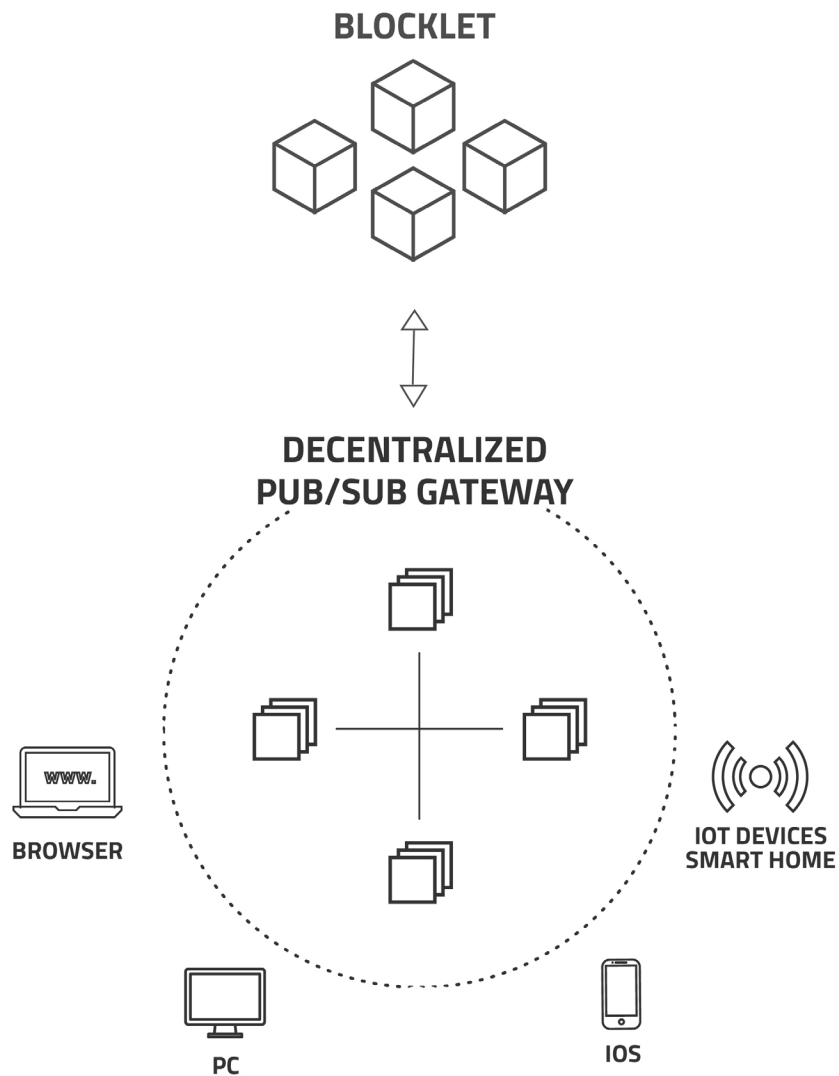 BLOCKLET
DECENTRALIZED
PUB/SUB GATEWAY
WWW.
BROWSER
IOT DEVICES
SMART HOME
PC
IOS